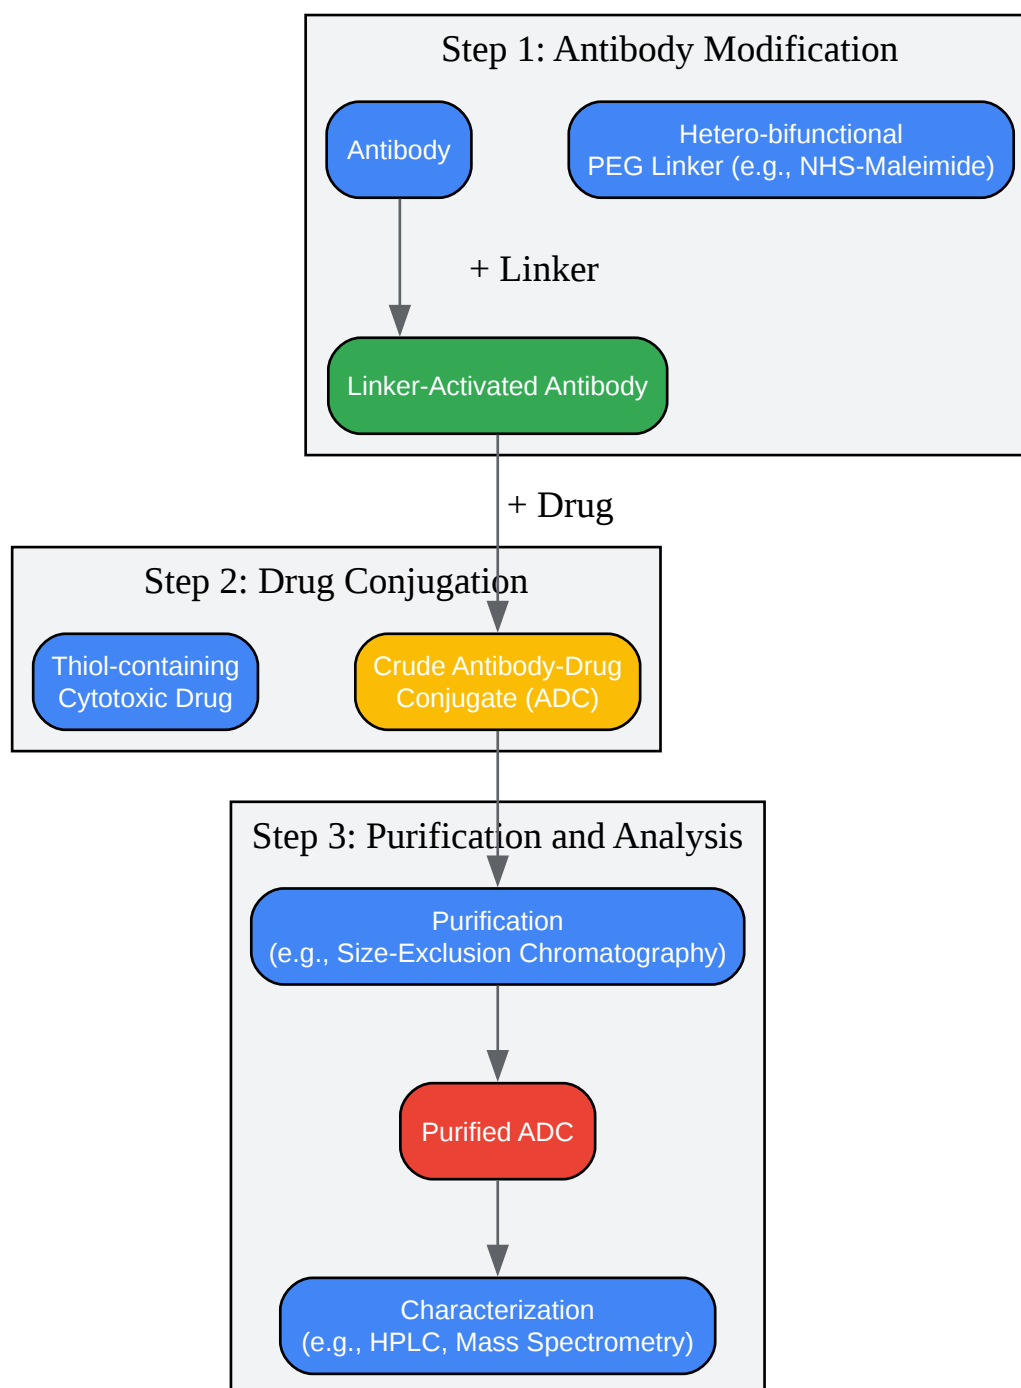 Step 1: Antibody Modification
Antibody
Hetero-bifunctional
PEG Linker (e.g., NHS-Maleimide)
+ Linker
Linker-Activated Antibody
+ Drug
Step 2: Drug Conjugation
Thiol-containing
Cytotoxic Drug
Crude Antibody-Drug
Conjugate (ADC)
Step 3: Purification and Analysis
Purification
(e.g., Size-Exclusion Chromatography)
Purified ADC
Characterization
(e.g., HPLC, Mass Spectrometry)